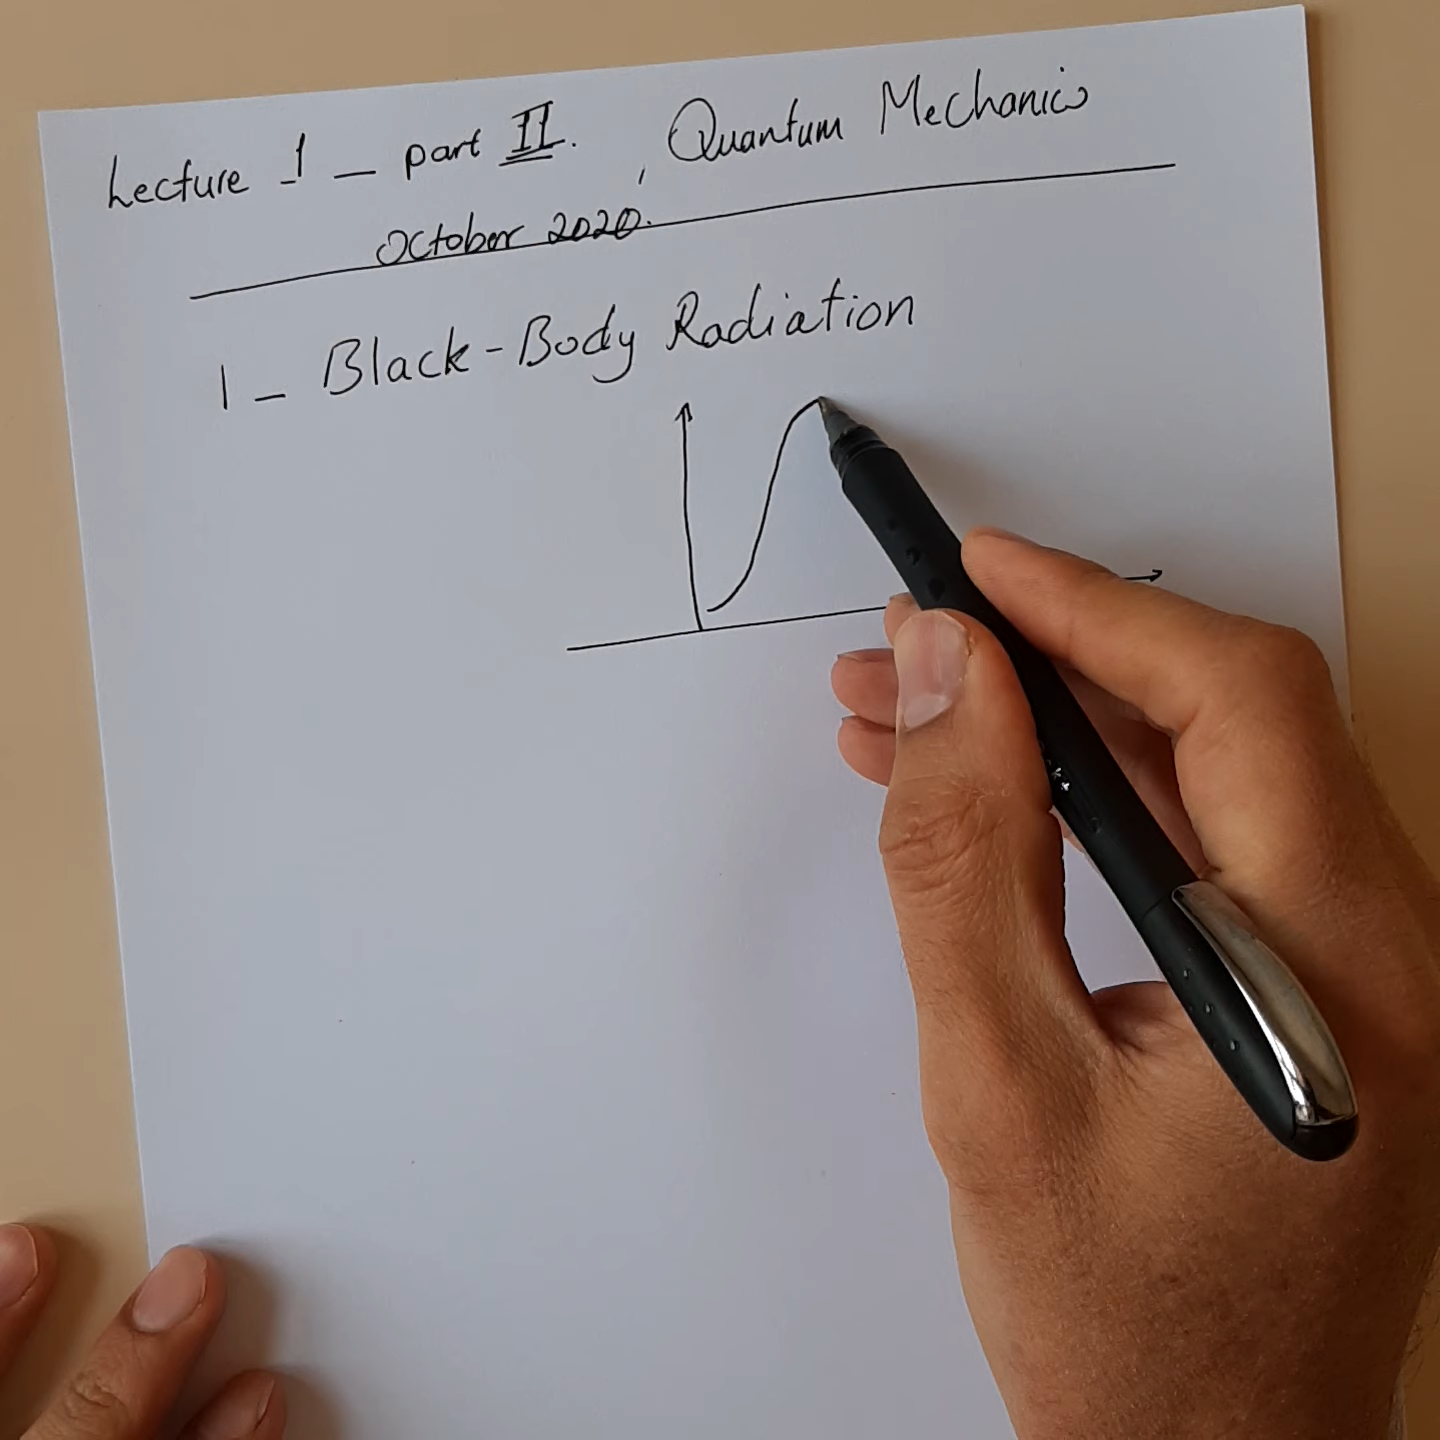 Lecture 1 - part II. , Quantum Mechanics
October 2020.
1 - Black-Body Radiation